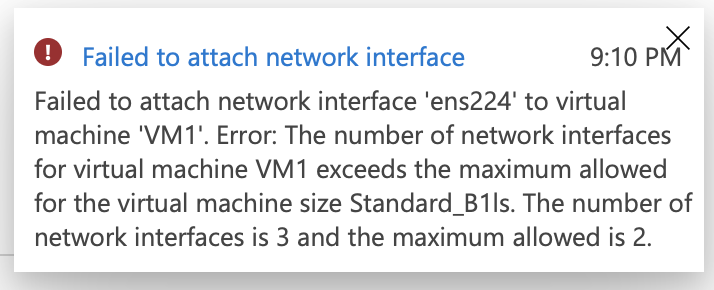 Failed to attach network interface 9:10 PM
Failed to attach network interface 'ens224' to virtual
machine 'VM1'. Error: The number of network interfaces
for virtual machine VM1 exceeds the maximum allowed
for the virtual machine size Standard_B1ls. The number of
network interfaces is 3 and the maximum allowed is 2.